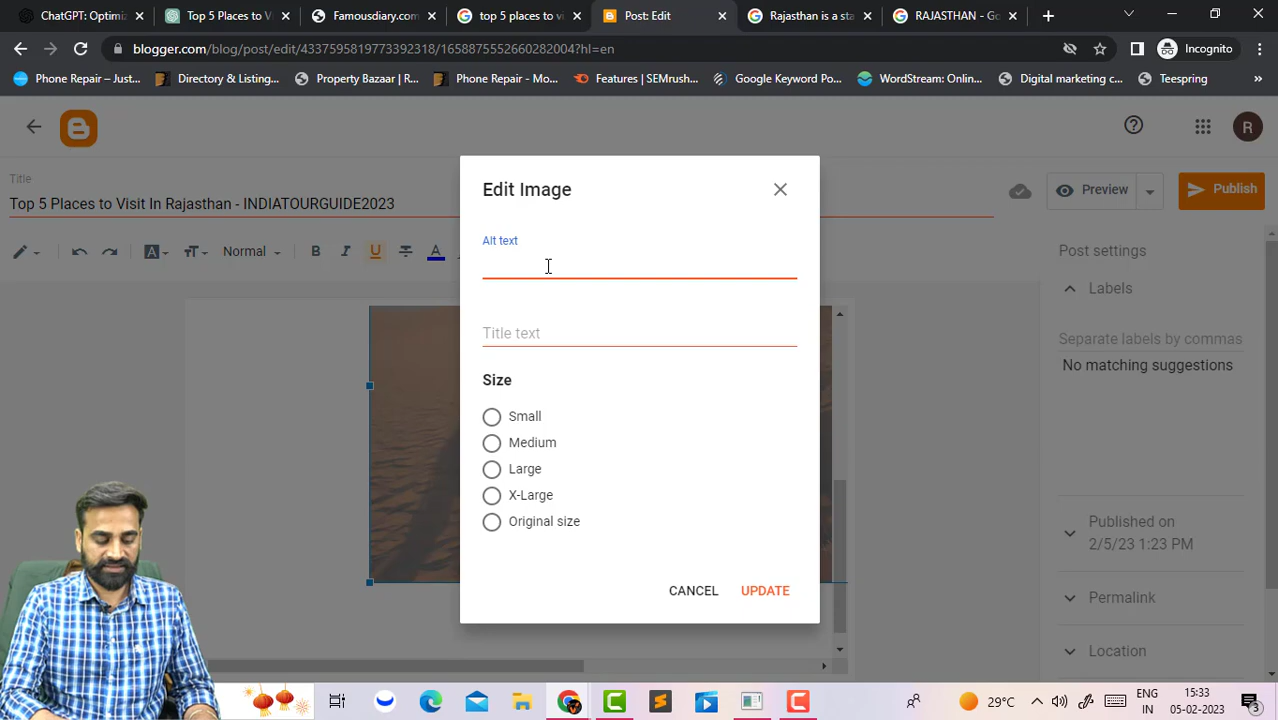 ChatGPT: Optimiz
Top 5 Places to V
Famousdiary.com
top 5 places to vi
Post: Edit
Rajasthan is a sta
RAJASTHAN - Go
blogger.com/blog/post/edit/4337595819773392318/1658875552660282004?hl=en
Incognito
Phone Repair – Just...
Directory & Listing...
Property Bazaar | R...
Phone Repair - Mo...
Features | SEMrush...
Google Keyword Po...
WordStream: Onlin...
Digital marketing c...
Teespring
R
Title
Top 5 Places to Visit In Rajasthan - INDIATOURGUIDE2023
Preview
Publish
Normal
B I U A
Edit Image
Alt text
Title text
Size
Small
Medium
Large
X-Large
Original size
CANCEL
UPDATE
Post settings
Labels
Separate labels by commas
No matching suggestions
Published on
2/5/23 1:23 PM
Permalink
Location
29°C
ENG
IN
15:33
05-02-2023
3